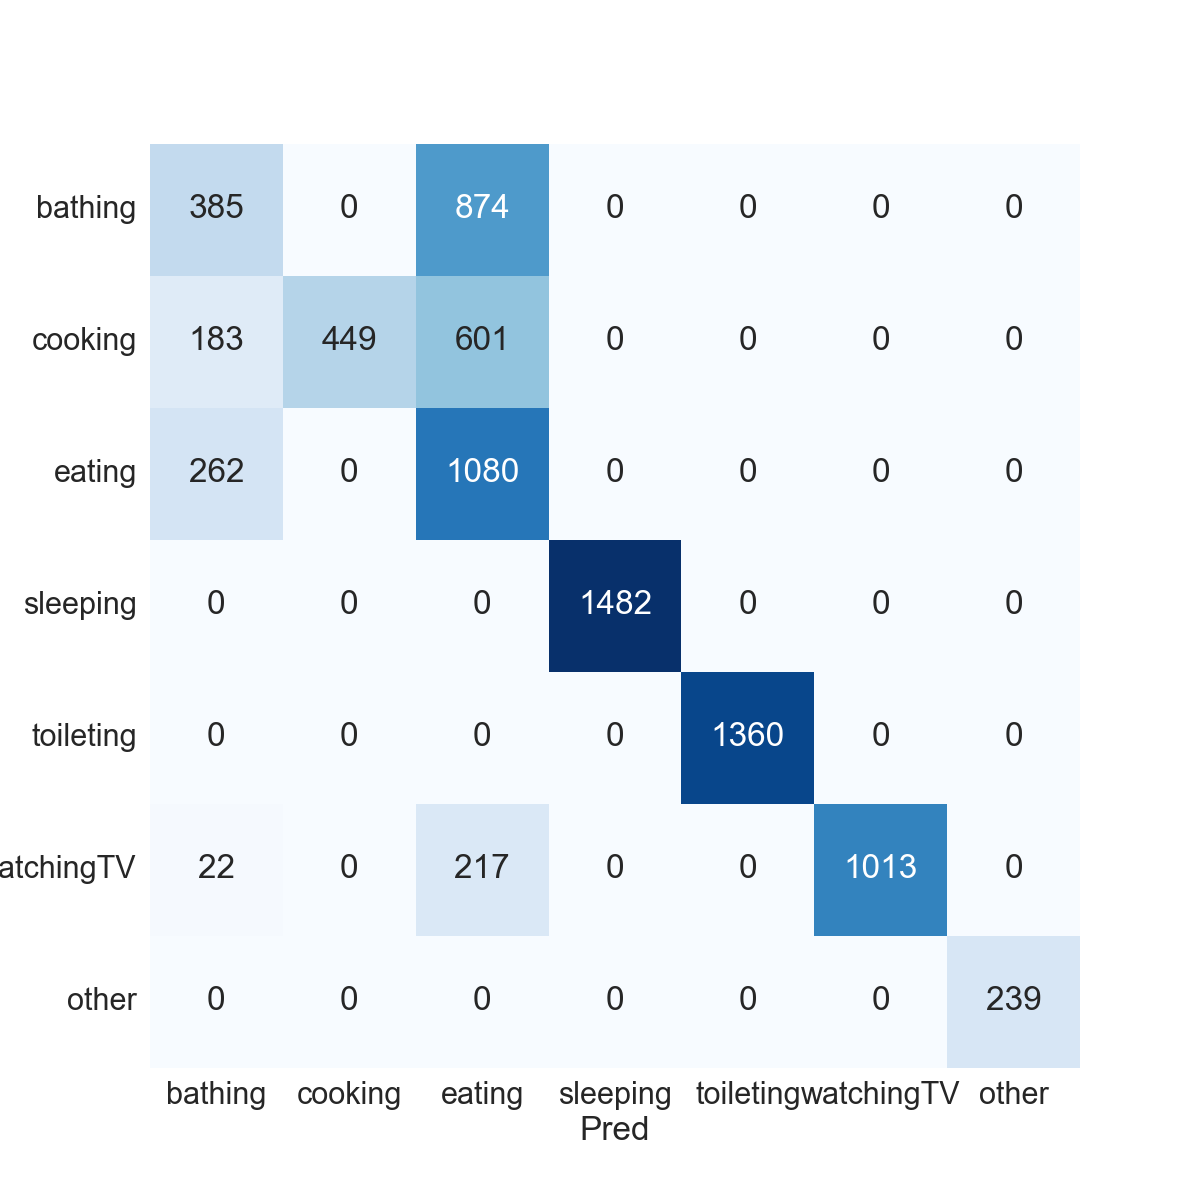 bathing 385 0 874 0 0 0 0
cooking 183 449 601 0 0 0 0
eating 262 0 1080 0 0 0 0
sleeping 0 0 0 1482 0 0 0
toileting 0 0 0 0 1360 0 0
atchingTV 22 0 217 0 0 1013 0
other 0 0 0 0 0 0 239
bathing cooking eating sleeping toileting watchingTV other
Pred